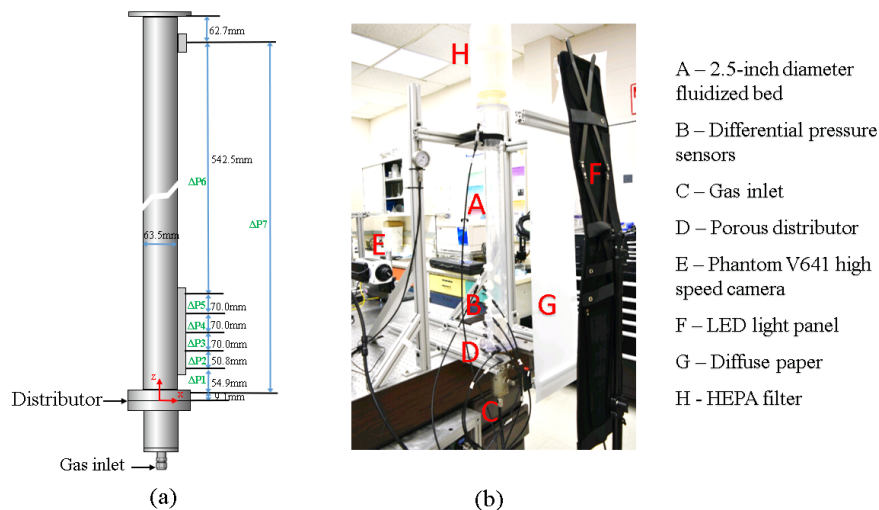 62.7mm
542.5mm
ΔP6
ΔP7
63.5mm
ΔP5
70.0mm
ΔP4
70.0mm
ΔP3
70.0mm
ΔP2
50.8mm
ΔP1
54.9mm
z
x
9.1mm
Distributor
Gas inlet
(a)
H
F
A
E
B
G
D
C
(b)
A – 2.5-inch diameter
fluidized bed
B – Differential pressure
sensors
C – Gas inlet
D – Porous distributor
E – Phantom V641 high
speed camera
F – LED light panel
G – Diffuse paper
H - HEPA filter